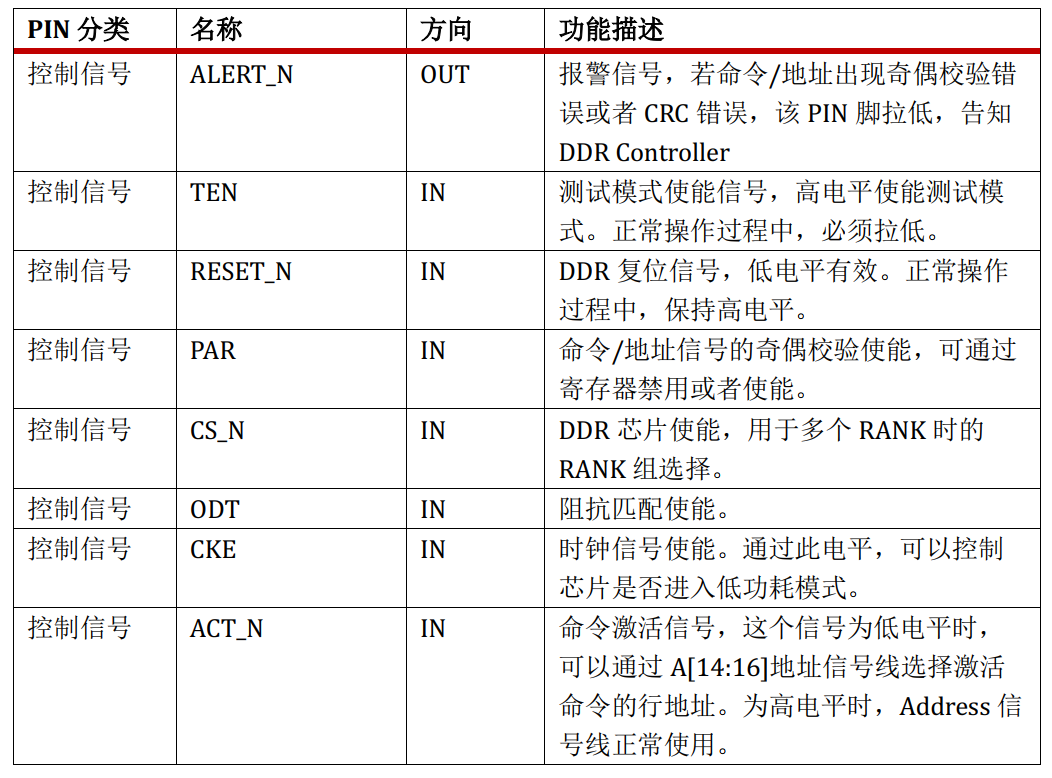 PIN 分类 名称 方向 功能描述
控制信号 ALERT_N OUT 报警信号，若命令/地址出现奇偶校验错
误或者 CRC 错误，该 PIN 脚拉低，告知
DDR Controller
控制信号 TEN IN 测试模式使能信号，高电平使能测试模
式。正常操作过程中，必须拉低。
控制信号 RESET_N IN DDR 复位信号，低电平有效。正常操作
过程中，保持高电平。
控制信号 PAR IN 命令/地址信号的奇偶校验使能，可通过
寄存器禁用或者使能。
控制信号 CS_N IN DDR 芯片使能，用于多个 RANK 时的
RANK 组选择。
控制信号 ODT IN 阻抗匹配使能。
控制信号 CKE IN 时钟信号使能。通过此电平，可以控制
芯片是否进入低功耗模式。
控制信号 ACT_N IN 命令激活信号，这个信号为低电平时，
可以通过 A[14:16]地址信号线选择激活
命令的行地址。为高电平时，Address 信
号线正常使用。